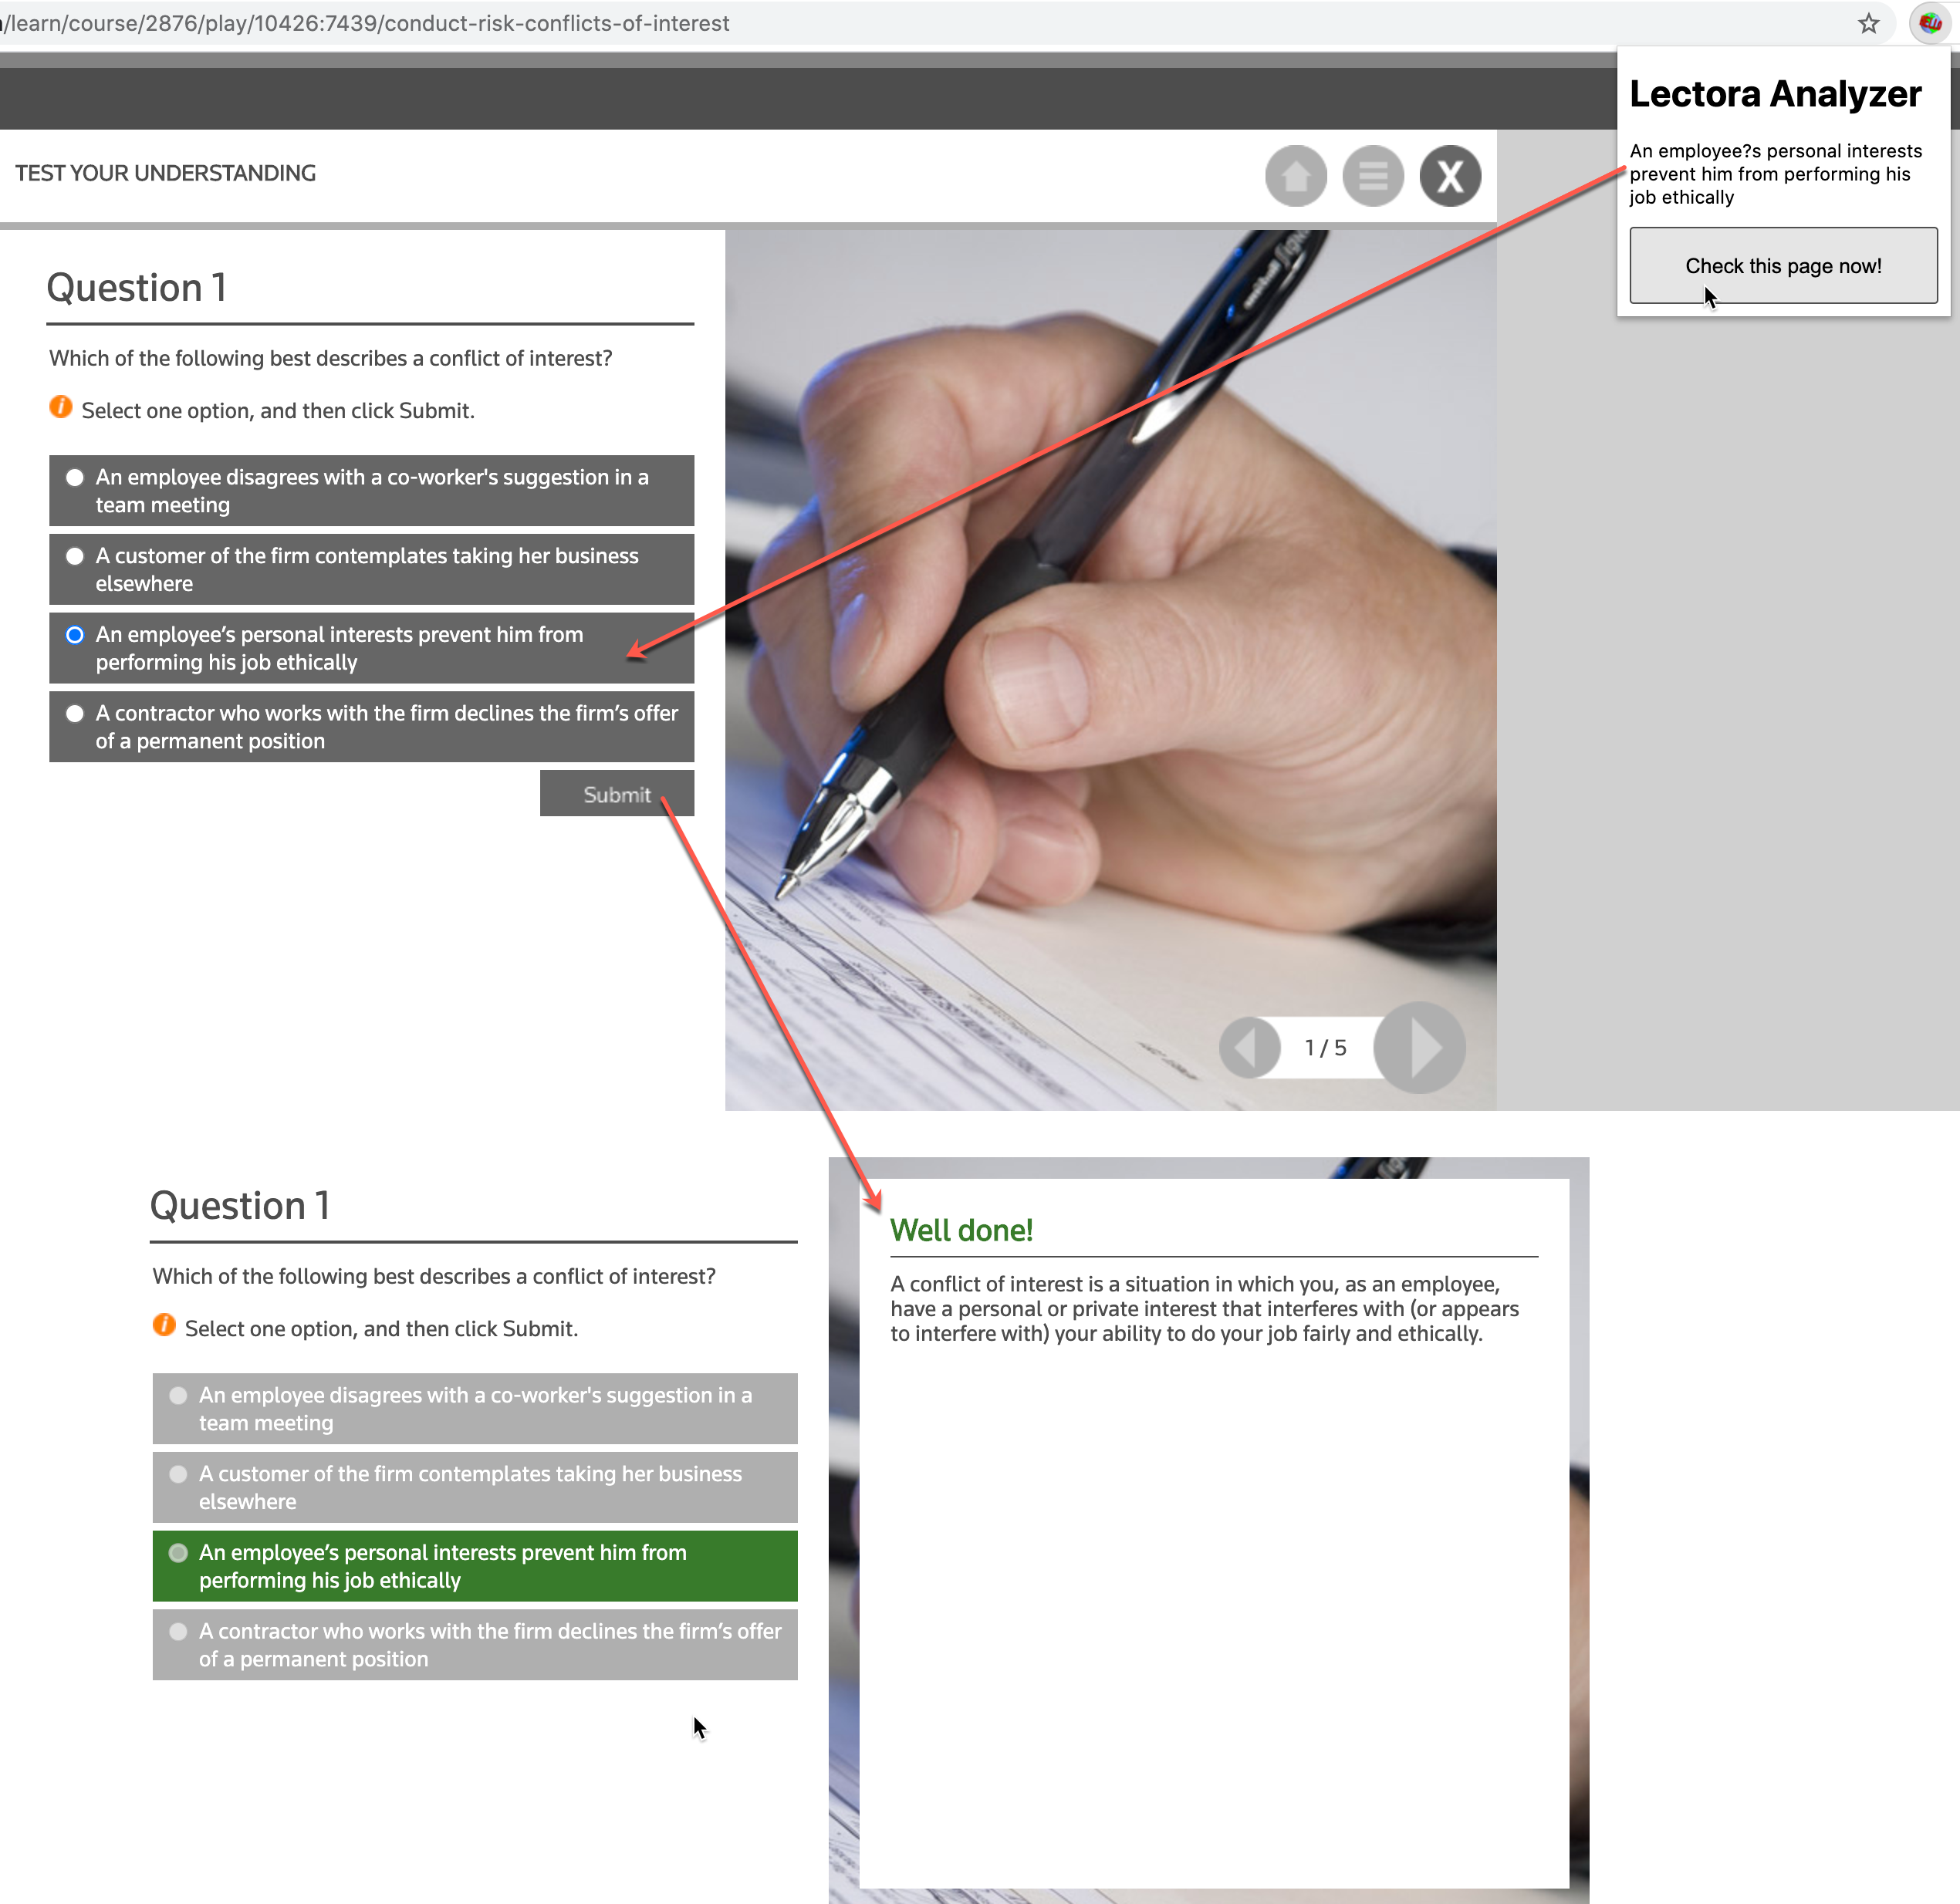 /learn/course/2876/play/10426:7439/conduct-risk-conflicts-of-interest
Lectora Analyzer
An employee?s personal interests
prevent him from performing his
job ethically
Check this page now!
TEST YOUR UNDERSTANDING
X
Question 1
Which of the following best describes a conflict of interest?
i Select one option, and then click Submit.
An employee disagrees with a co-worker's suggestion in a
team meeting
A customer of the firm contemplates taking her business
elsewhere
An employee’s personal interests prevent him from
performing his job ethically
A contractor who works with the firm declines the firm’s offer
of a permanent position
Submit
1 / 5
Question 1
Which of the following best describes a conflict of interest?
i Select one option, and then click Submit.
An employee disagrees with a co-worker's suggestion in a
team meeting
A customer of the firm contemplates taking her business
elsewhere
An employee’s personal interests prevent him from
performing his job ethically
A contractor who works with the firm declines the firm’s offer
of a permanent position
Well done!
A conflict of interest is a situation in which you, as an employee,
have a personal or private interest that interferes with (or appears
to interfere with) your ability to do your job fairly and ethically.